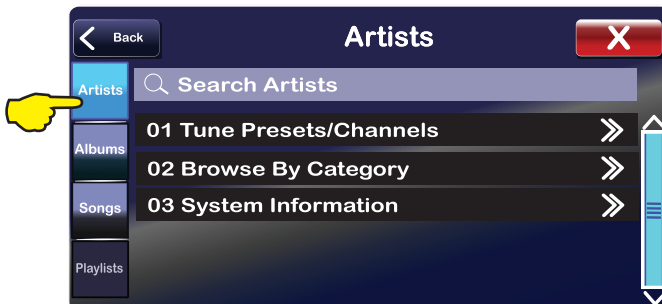 Back
Artists
X
Artists
Search Artists
01 Tune Presets/Channels
Albums
02 Browse By Category
Songs
03 System Information
Playlists